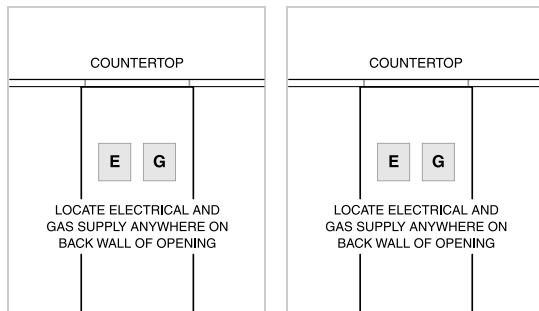 COUNTERTOP
E G
LOCATE ELECTRICAL AND
GAS SUPPLY ANYWHERE ON
BACK WALL OF OPENING
COUNTERTOP
E G
LOCATE ELECTRICAL AND
GAS SUPPLY ANYWHERE ON
BACK WALL OF OPENING